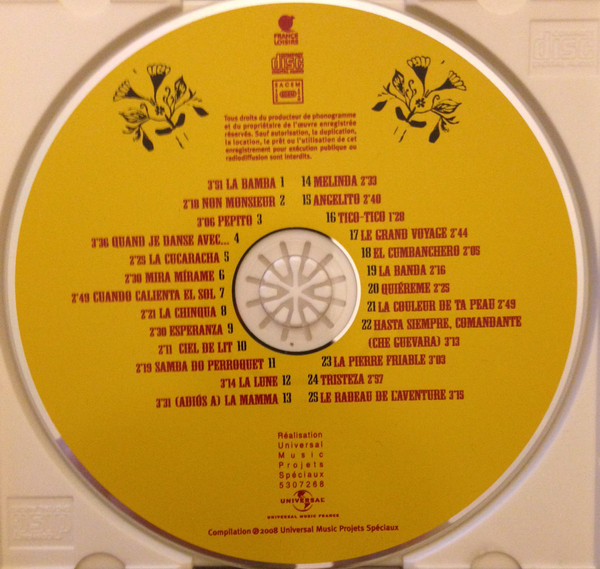 FRANCE
LOISIRS
disc
SACEM
Tous droits du producteur de phonogramme
et du propriétaire de l'œuvre enregistrée
réservés. Sauf autorisation, la duplication,
la location, le prêt ou l'utilisation de cet
enregistrement pour exécution publique ou
radiodiffusion sont interdits.
3'51 LA BAMBA 1
2'18 NON MONSIEUR 2
3'06 PEPITO 3
3'36 QUAND JE DANSE AVEC... 4
2'25 LA CUCARACHA 5
2'30 MIRA MÍRAME 6
2'49 CUANDO CALIENTA EL SOL 7
2'21 LA CHINQUA 8
2'30 ESPERANZA 9
2'11 CIEL DE LIT 10
2'19 SAMBA DO PERROQUET 11
3'14 LA LUNE 12
3'31 (ADIÓS A) LA MAMMA 13
14 MELINDA 2'33
15 ANGELITO 2'40
16 TICO-TICO 1'28
17 LE GRAND VOYAGE 2'44
18 EL CUMBANCHERO 2'05
19 LA BANDA 2'16
20 QUIÉREME 2'25
21 LA COULEUR DE TA PEAU 2'49
22 HASTA SIEMPRE, COMANDANTE
(CHE GUEVARA) 3'13
23 LA PIERRE FRIABLE 3'03
24 TRISTEZA 2'57
25 LE RADEAU DE L'AVENTURE 3'15
Réalisation
Universal
Music
Projets
Spéciaux
5307268
UNIVERSAL
UNIVERSAL MUSIC FRANCE
Compilation ℗2008 Universal Music Projets Spéciaux